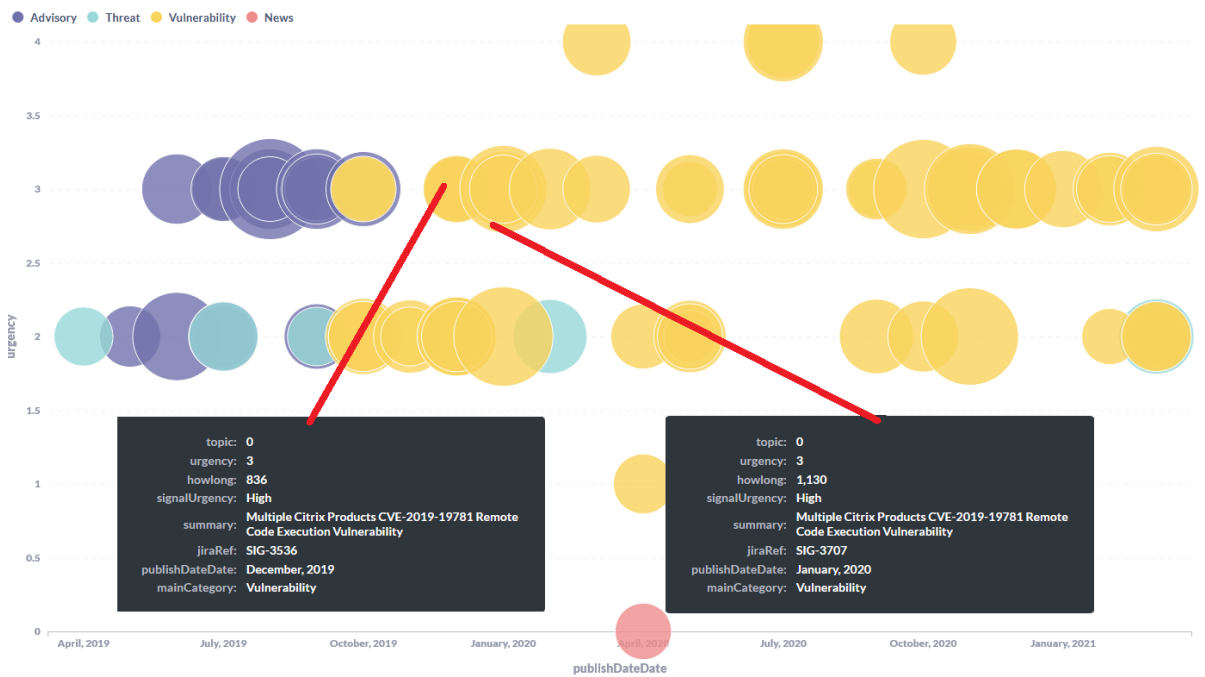 Advisory Threat Vulnerability News
4
3.5
3
2.5
2
1.5
1
0.5
0
urgency
topic: 0
urgency: 3
howlong: 836
signalUrgency: High
summary: Multiple Citrix Products CVE-2019-19781 Remote
Code Execution Vulnerability
jiraRef: SIG-3536
publishDateDate: December, 2019
mainCategory: Vulnerability
topic: 0
urgency: 3
howlong: 1,130
signalUrgency: High
summary: Multiple Citrix Products CVE-2019-19781 Remote
Code Execution Vulnerability
jiraRef: SIG-3707
publishDateDate: January, 2020
mainCategory: Vulnerability
April, 2019 July, 2019 October, 2019 January, 2020 April, 2020 July, 2020 October, 2020 January, 2021
publishDateDate